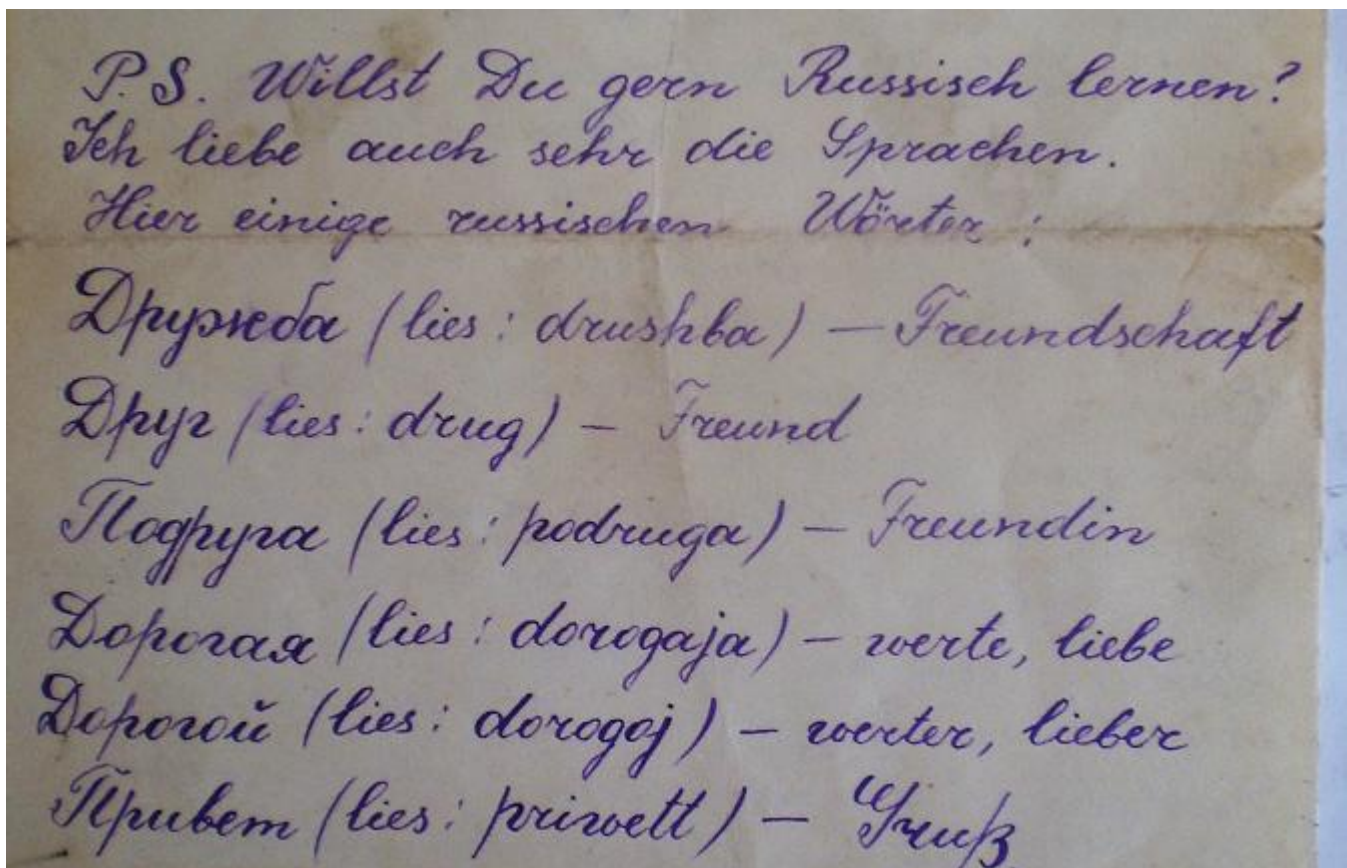 P.S. Willst Du gern Russisch lernen?
Ich liebe auch sehr die Sprachen.
Hier einige russischen Wörter :
Дружба (lies: drushba) — Freundschaft
Друг (lies: drug) — Freund
Подруга (lies: podruga) — Freundin
Дорогая (lies: dorogaja) — werte, liebe
Дорогой (lies: dorogoj) — werter, lieber
Привет (lies: priwett) — Gruß